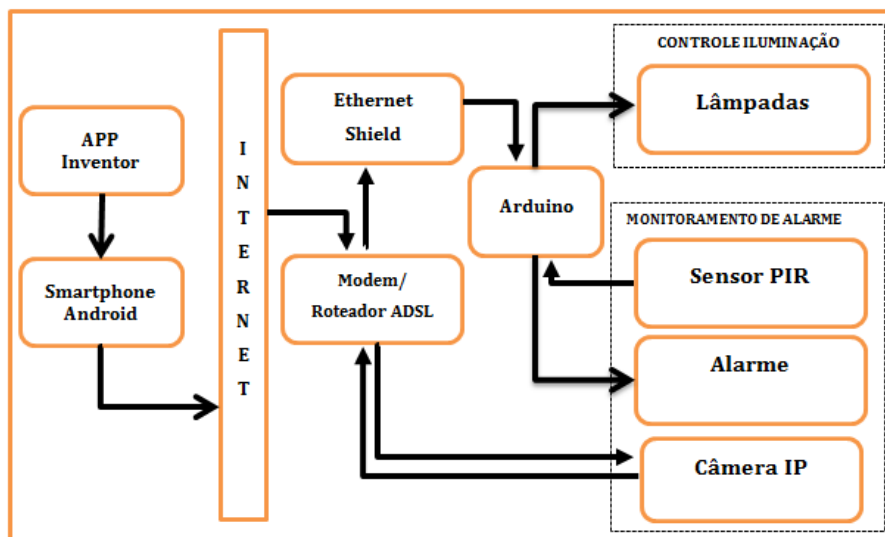 APP
Inventor
Smartphone
Android
INTERNET
Ethernet
Shield
Modem/
Roteador ADSL
Arduino
CONTROLE ILUMINAÇÃO
Lâmpadas
MONITORAMENTO DE ALARME
Sensor PIR
Alarme
Câmera IP